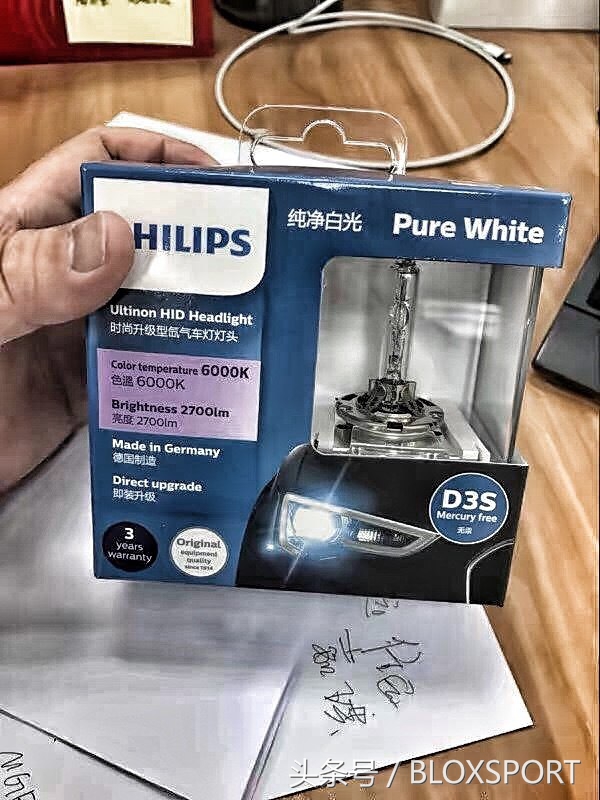 PHILIPS
纯净白光
Pure White
Ultinon HID Headlight
时尚升级型氙气车灯灯头
Color temperature 6000K
色温 6000K
Brightness 2700lm
亮度 2700lm
Made in Germany
德国制造
Direct upgrade
即装升级
D3S
Mercury free
无汞
3
years
warranty
Original
equipment
quality
since 1914
头条号 / BLOXSPORT